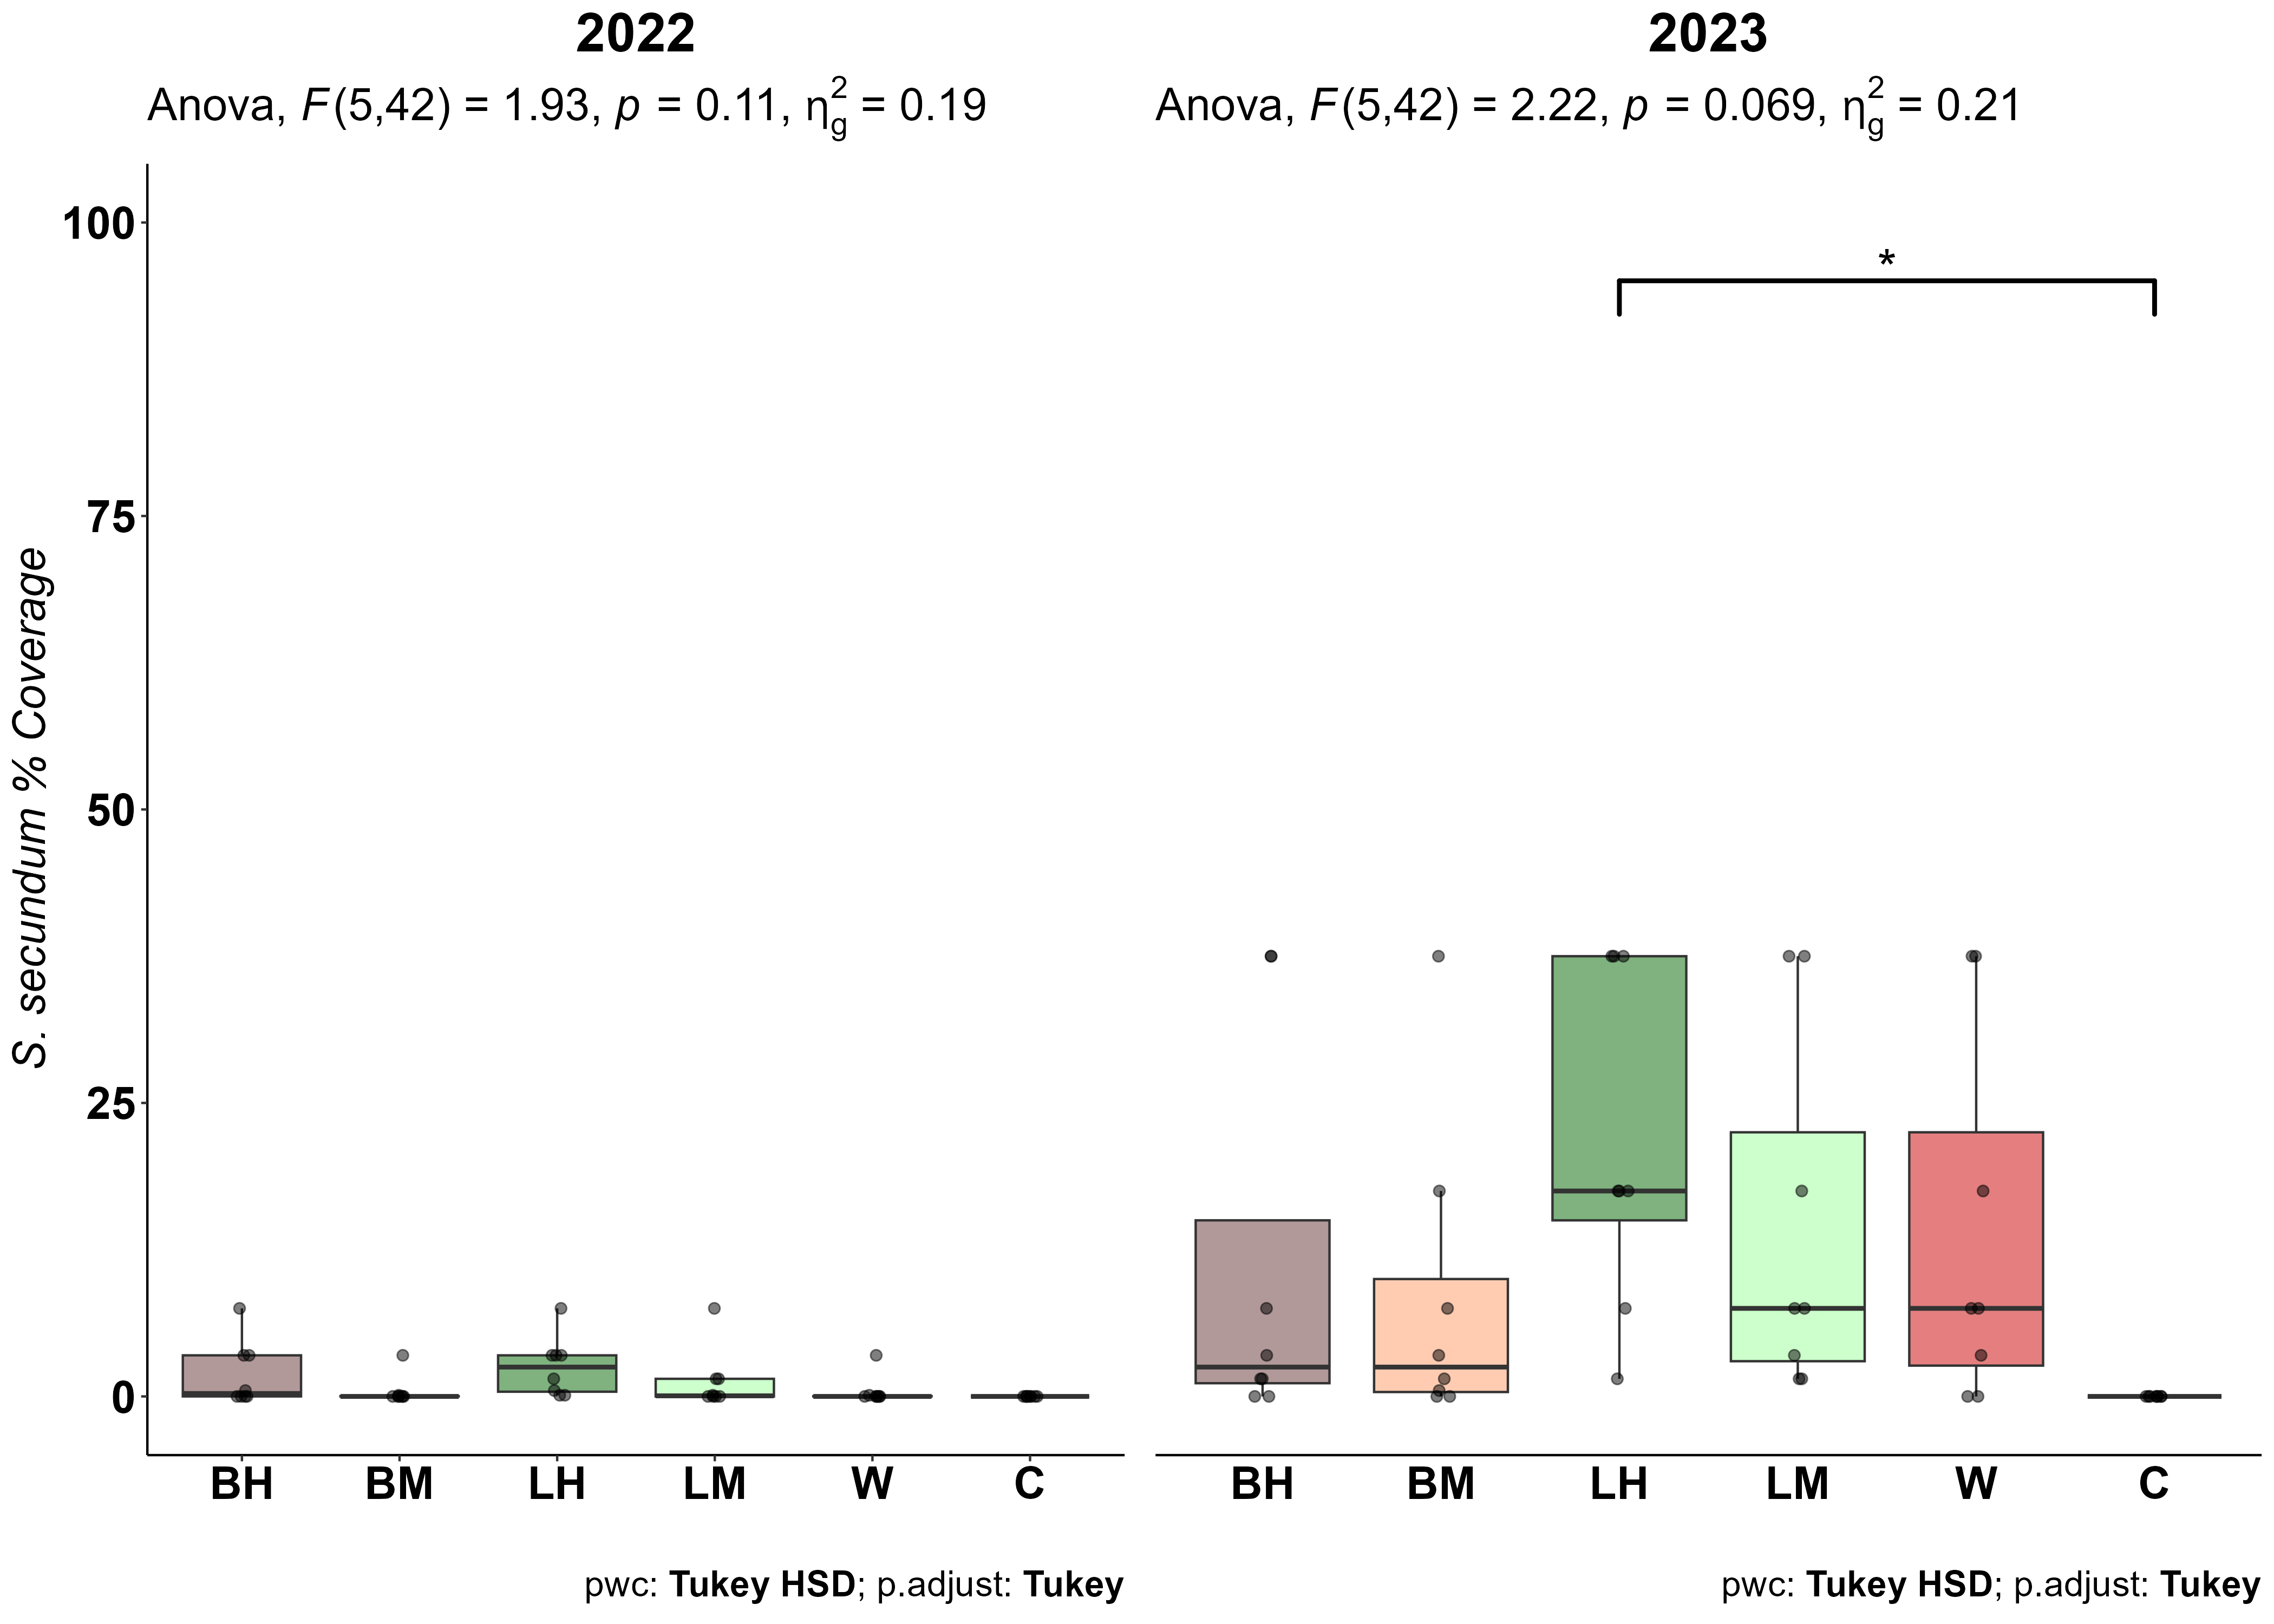 2022
Anova, F(5,42) = 1.93, p = 0.11, η²g = 0.19
2023
Anova, F(5,42) = 2.22, p = 0.069, η²g = 0.21
S. secundum % Coverage
100
75
50
25
0
*
BH BM LH LM W C
BH BM LH LM W C
pwc: Tukey HSD; p.adjust: Tukey
pwc: Tukey HSD; p.adjust: Tukey